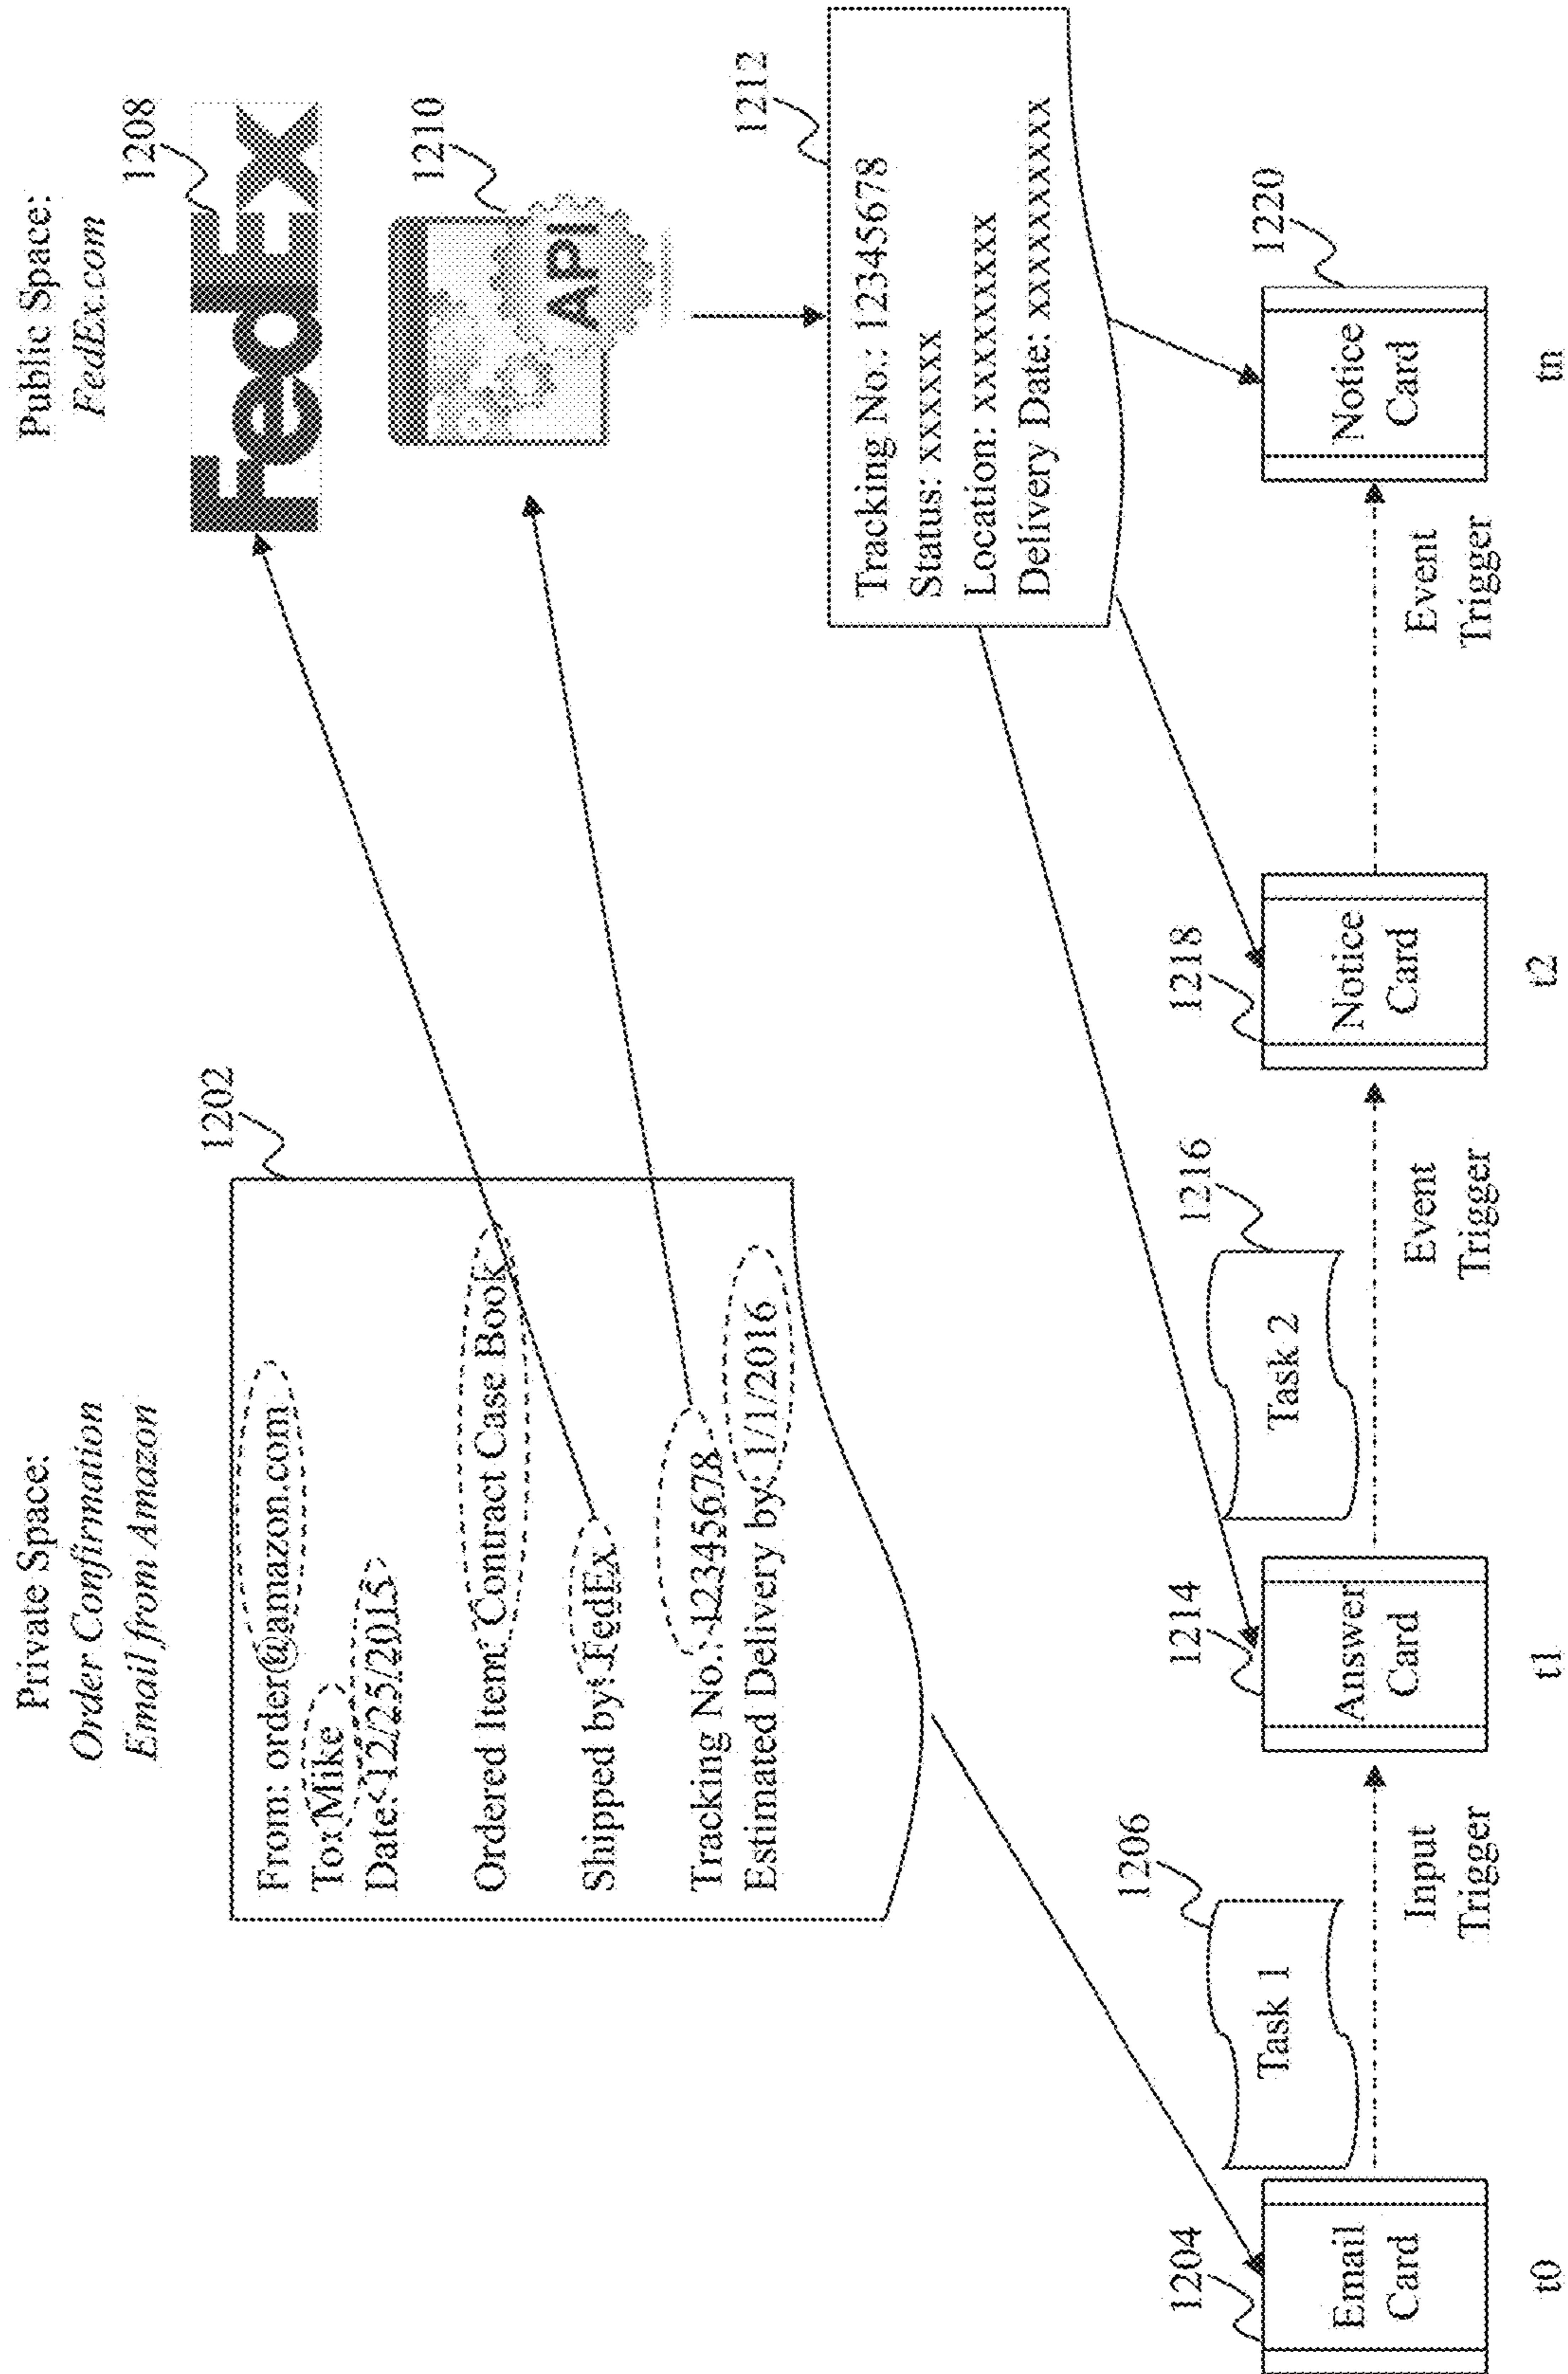 Private Space:
Order Confirmation
Email from Amazon
Public Space:
FedEx.com
1202
From: order@amazon.com
To: Mike
Date: 12/25/2015
Ordered Item: Contract Case Book
Shipped by: FedEx
Tracking No.: 12345678
Estimated Delivery by: 1/1/2016
1208
FedEx
1210
API
1212
Tracking No.: 12345678
Status: xxxxxx
Location: xxxxxxxxx
Delivery Date: xxxxxxxxxx
1204
Email
Card
t0
1206
Task 1
Input
Trigger
1214
Answer
Card
t1
1216
Task 2
Event
Trigger
1218
Notice
Card
t2
Event
Trigger
1220
Notice
Card
tn